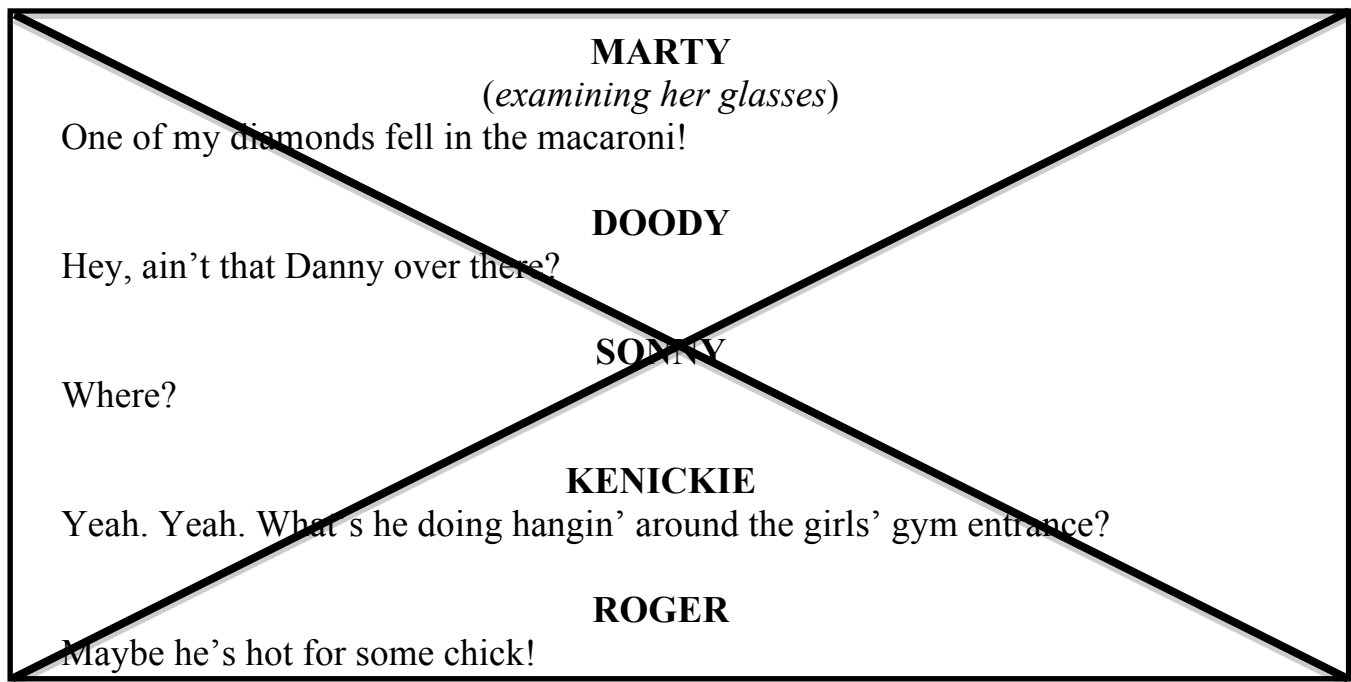 MARTY
(examining her glasses)
One of my diamonds fell in the macaroni!
DOODY
Hey, ain’t that Danny over there?
SONNY
Where?
KENICKIE
Yeah. Yeah. What’s he doing hangin’ around the girls’ gym entrance?
ROGER
Maybe he’s hot for some chick!